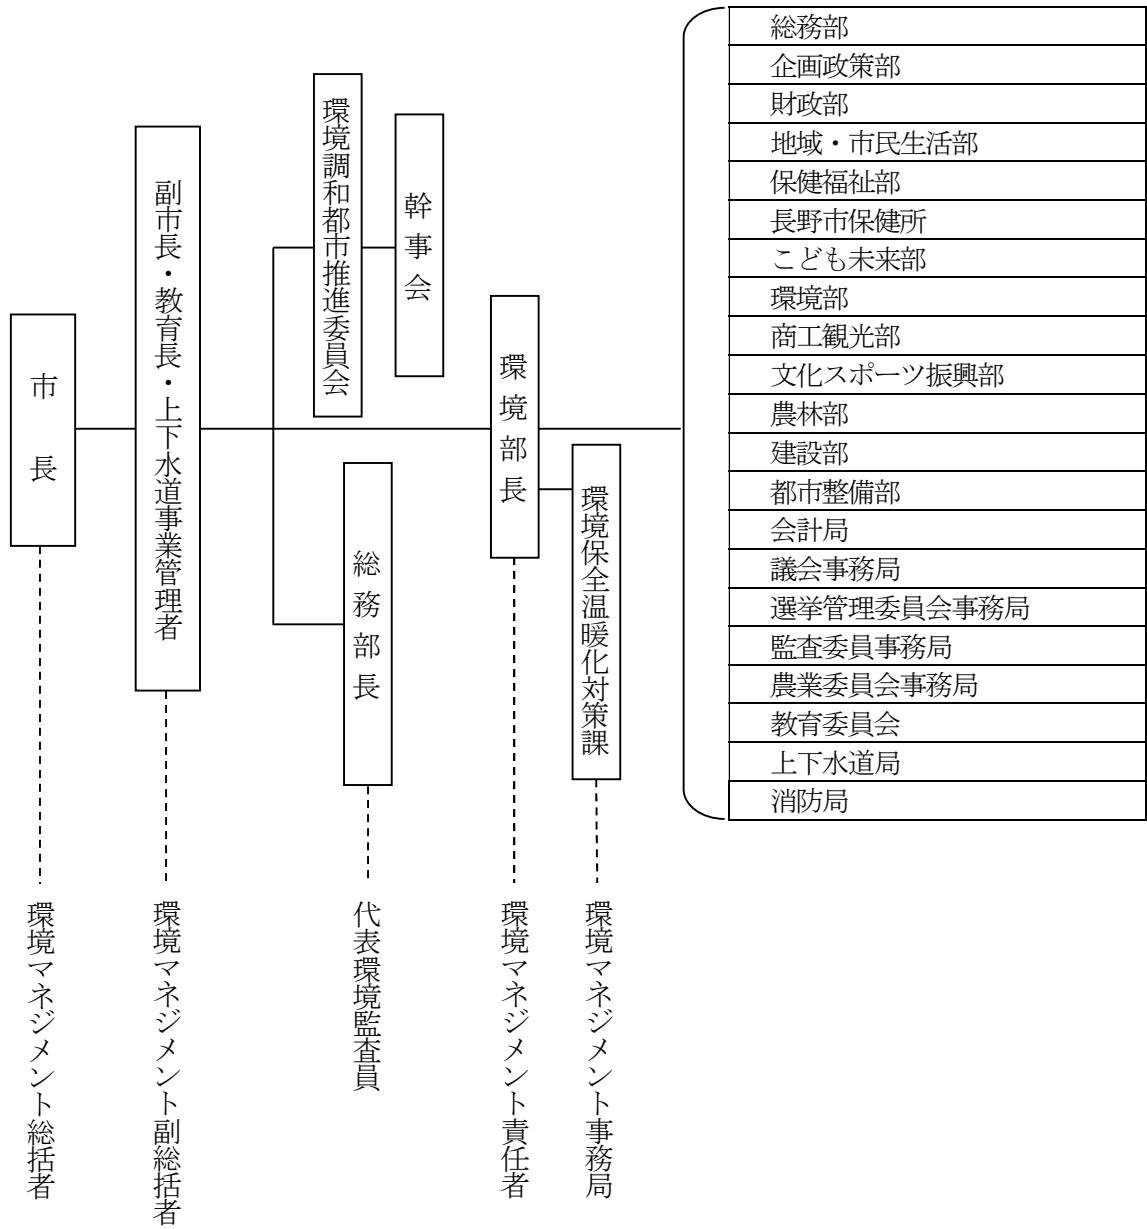 市長
副市長・教育長・上下水道事業管理者
環境調和都市推進委員会
幹事会
総務部長
環境部長
環境保全温暖化対策課
総務部
企画政策部
財政部
地域・市民生活部
保健福祉部
長野市保健所
こども未来部
環境部
商工観光部
文化スポーツ振興部
農林部
建設部
都市整備部
会計局
議会事務局
選挙管理委員会事務局
監査委員事務局
農業委員会事務局
教育委員会
上下水道局
消防局
環境マネジメント総括者
環境マネジメント副総括者
代表環境監査員
環境マネジメント責任者
環境マネジメント事務局